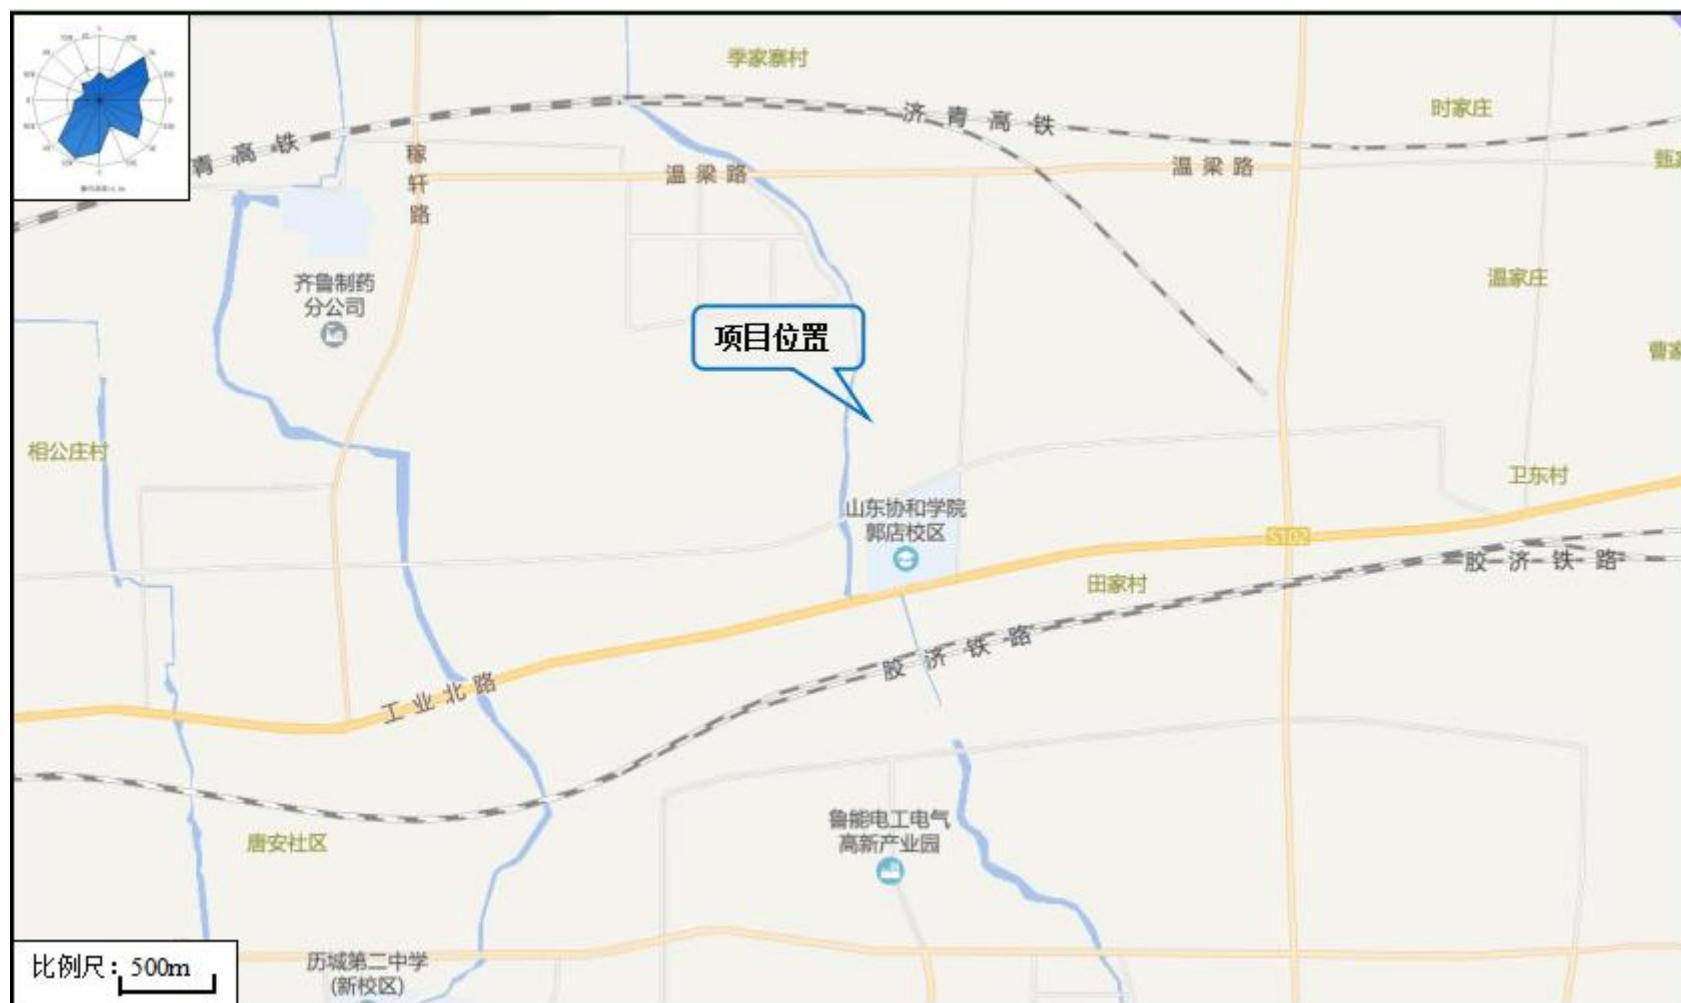 季家寨村
济青高铁
时家庄
青高铁
稼轩路
温梁路
温梁路
甄家
齐鲁制药
分公司
温家庄
项目位置
曹家
相公庄村
卫东村
山东协和学院
郭店校区
S102
胶济铁路
田家村
胶济铁路
工业北路
鲁能电工电气
高新产业园
唐安社区
历城第二中学
(新校区)
比例尺：500m